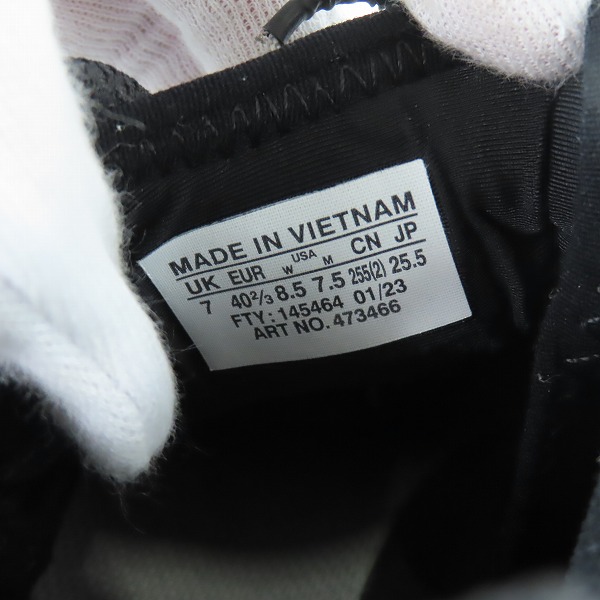 MADE IN VIETNAM
UK EUR USA CN JP
W M
7 40⅔ 8.5 7.5 255(2) 25.5
FTY: 145464 01/23
ART NO. 473466